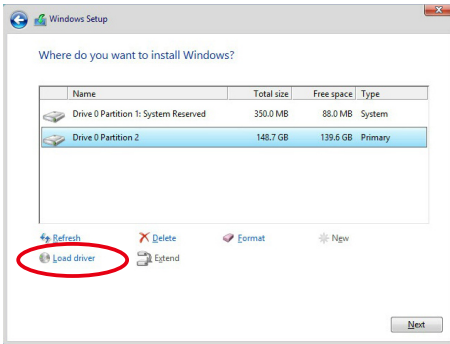 Windows Setup
Where do you want to install Windows?
Name Total size Free space Type
Drive 0 Partition 1: System Reserved 350.0 MB 88.0 MB System
Drive 0 Partition 2 148.7 GB 139.6 GB Primary
Refresh Delete Format New
Load driver Extend
Next